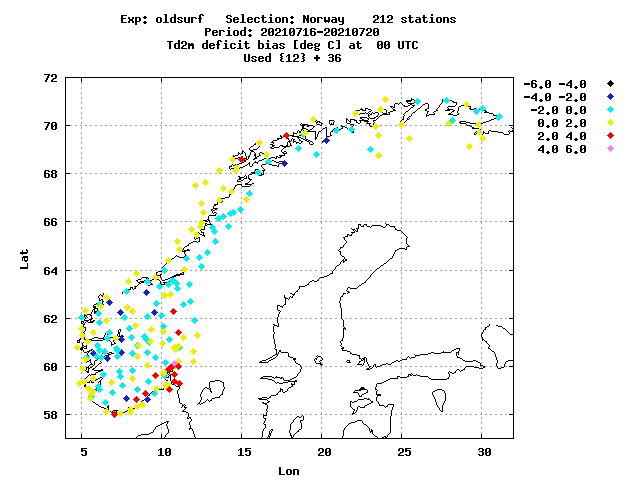 Exp: oldsurf   Selection: Norway    212 stations
Period: 20210716-20210720
Td2m deficit bias [deg C] at  00 UTC
Used {12} + 36
-6.0 -4.0
-4.0 -2.0
-2.0 0.0
0.0 2.0
2.0 4.0
4.0 6.0
72
70
68
66
64
62
60
58
Lat
5 10 15 20 25 30
Lon